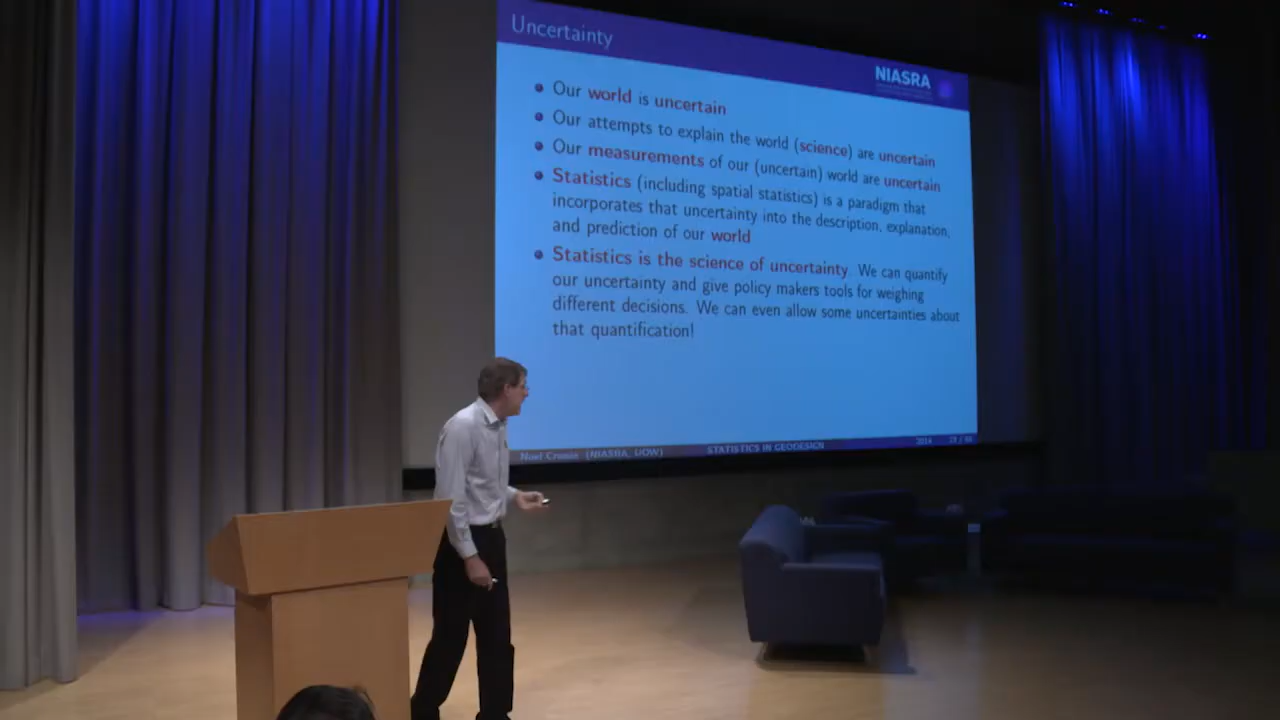 Uncertainty
NIASRA
Our world is uncertain
Our attempts to explain the world (science) are uncertain
Our measurements of our (uncertain) world are uncertain
Statistics (including spatial statistics) is a paradigm that
incorporates that uncertainty into the description, explanation,
and prediction of our world
Statistics is the science of uncertainty. We can quantify
our uncertainty and give policy makers tools for weighing
different decisions. We can even allow some uncertainties about
that quantification!
Noel Cressie (NIASRA, UOW)
STATISTICS IN GEODESIGN
2014